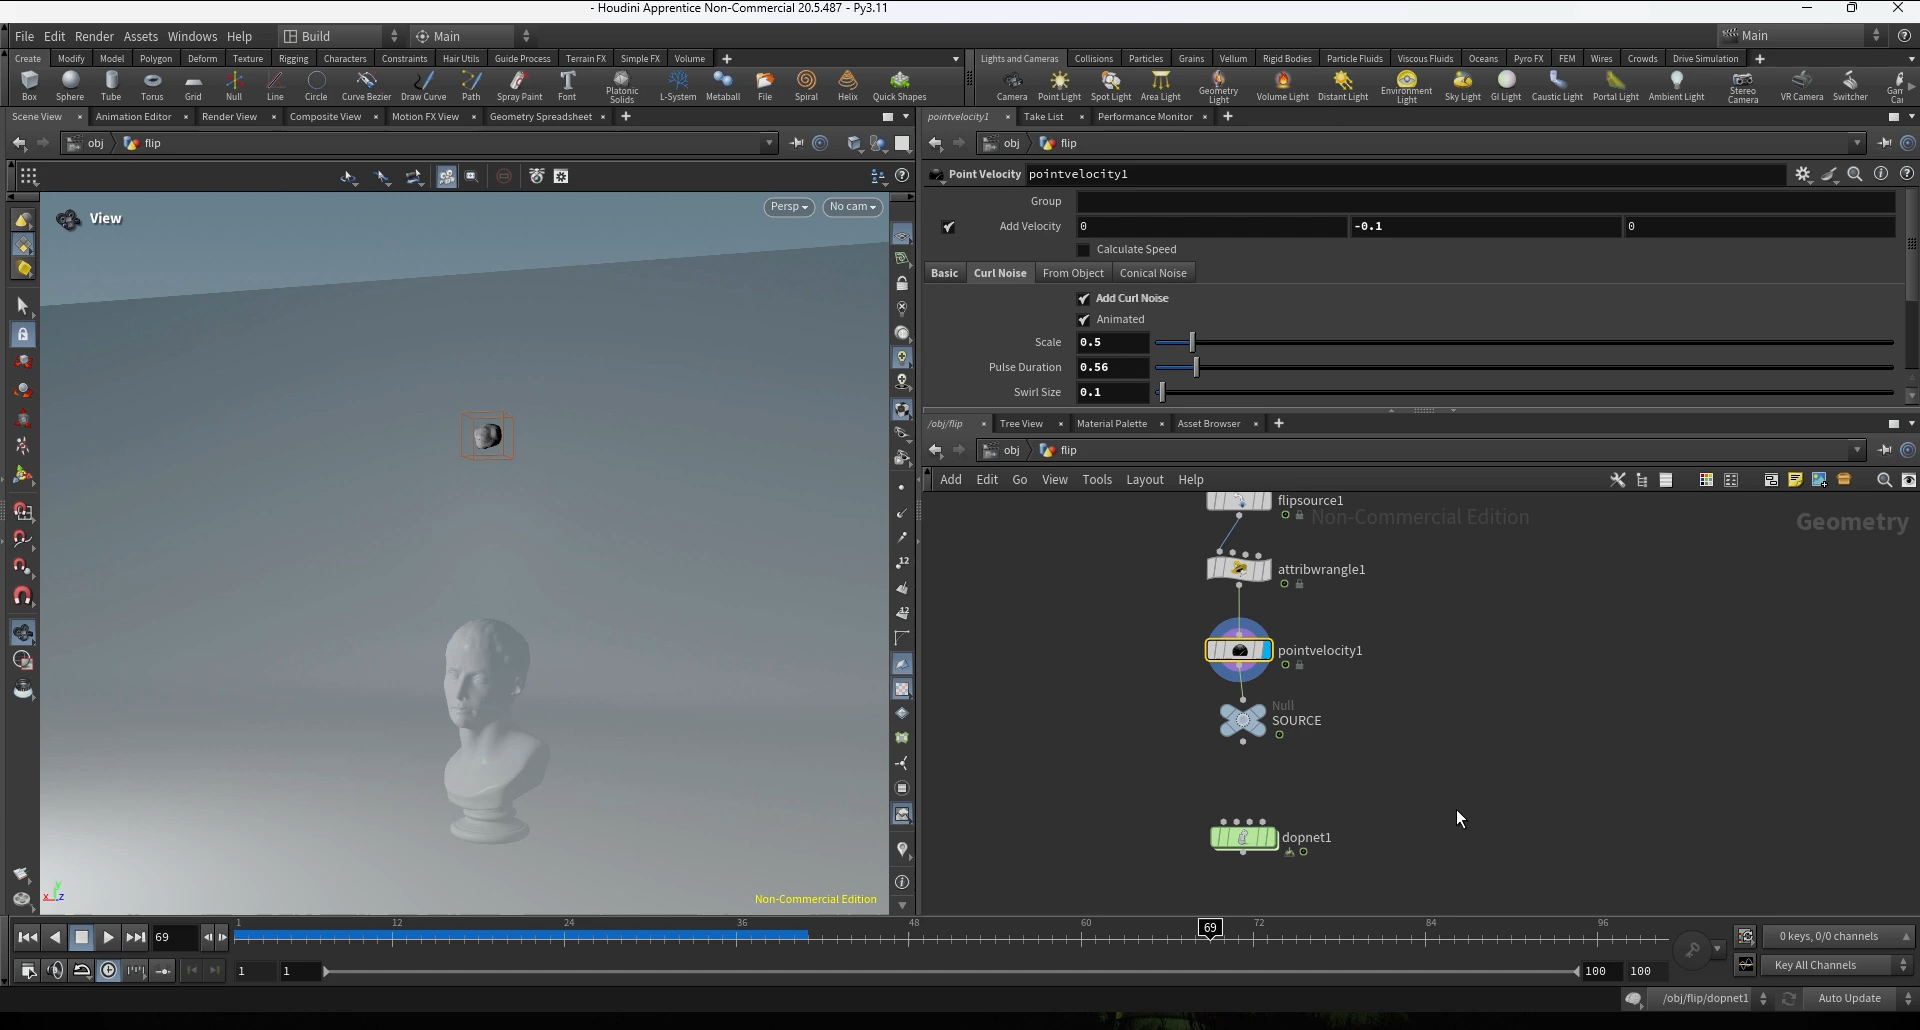 - Houdini Apprentice Non-Commercial 20.5.487 - Py3.11
File Edit Render Assets Windows Help Build Main Main
Create Modify Model Polygon Deform Texture Rigging Characters Constraints Hair Utils Guide Process Terrain FX Simple FX Volume
Lights and Cameras Collisions Particles Grains Vellum Rigid Bodies Particle Fluids Viscous Fluids Oceans Pyro FX FEM Wires Crowds Drive Simulation
Box Sphere Tube Torus Grid Null Line Circle Curve Bezier Draw Curve Path Spray Paint Font Platonic Solids L-System Metaball File Spiral Helix Quick Shapes
Camera Point Light Spot Light Area Light Geometry Light Volume Light Distant Light Environment Light Sky Light GI Light Caustic Light Portal Light Ambient Light Stereo Camera VR Camera Switcher
Scene View Animation Editor Render View Composite View Motion FX View Geometry Spreadsheet
pointvelocity1 Take List Performance Monitor
obj flip
obj flip
Point Velocity pointvelocity1
View
Persp No cam
Group
Add Velocity 0 -0.1 0
Calculate Speed
Basic Curl Noise From Object Conical Noise
Add Curl Noise
Animated
Scale 0.5
Pulse Duration 0.56
Swirl Size 0.1
/obj/flip Tree View Material Palette Asset Browser
obj flip
Add Edit Go View Tools Layout Help
flipsource1
Non-Commercial Edition
Geometry
attribwrangle1
pointvelocity1
Null
SOURCE
dopnet1
12
12
x z
Non-Commercial Edition
69 1 12 24 36 48 60 69 72 84 96
0 keys, 0/0 channels
1 1 100 100
Key All Channels
/obj/flip/dopnet1 Auto Update